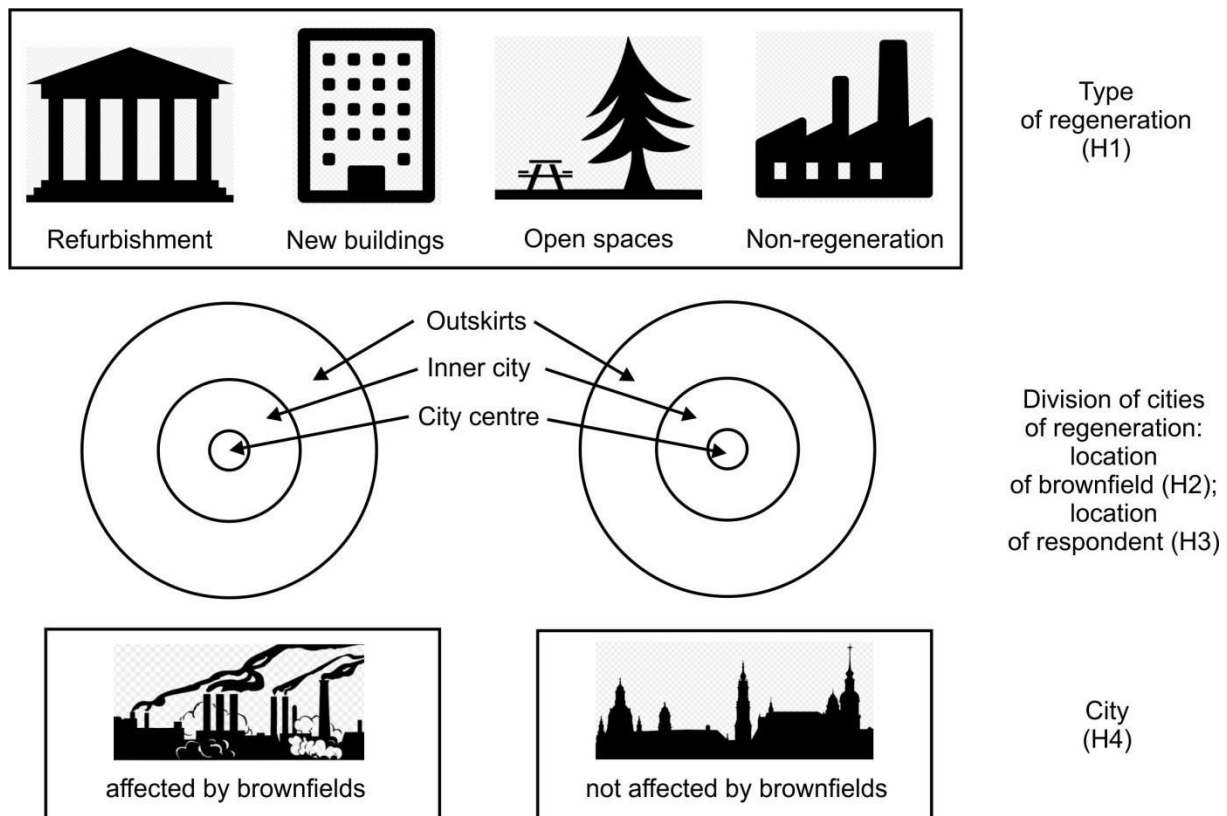 Refurbishment
New buildings
Open spaces
Non-regeneration
Type
of regeneration
(H1)
Outskirts
Inner city
City centre
Division of cities
of regeneration:
location
of brownfield (H2);
location
of respondent (H3)
affected by brownfields
not affected by brownfields
City
(H4)